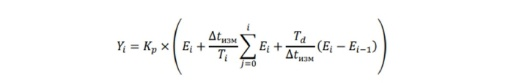 Y_i = K_p × ( E_i + Δt_изм / T_i ∑_{j=0}^{i} E_i + T_d / Δt_изм (E_i − E_{i−1}) )